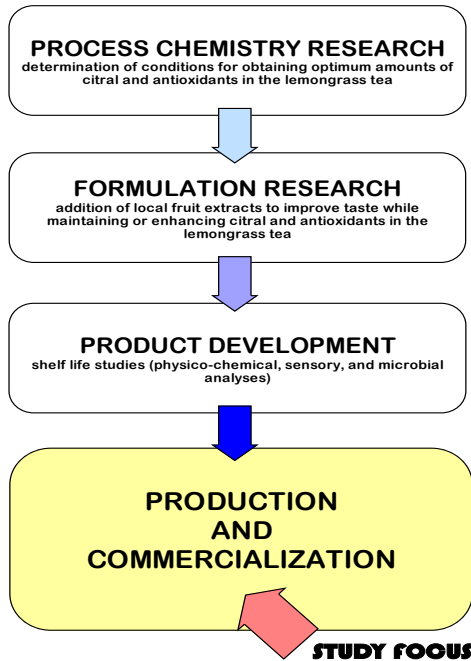 PROCESS CHEMISTRY RESEARCH
determination of conditions for obtaining optimum amounts of
citral and antioxidants in the lemongrass tea
FORMULATION RESEARCH
addition of local fruit extracts to improve taste while
maintaining or enhancing citral and antioxidants in the
lemongrass tea
PRODUCT DEVELOPMENT
shelf life studies (physico-chemical, sensory, and microbial
analyses)
PRODUCTION
AND
COMMERCIALIZATION
STUDY FOCUS